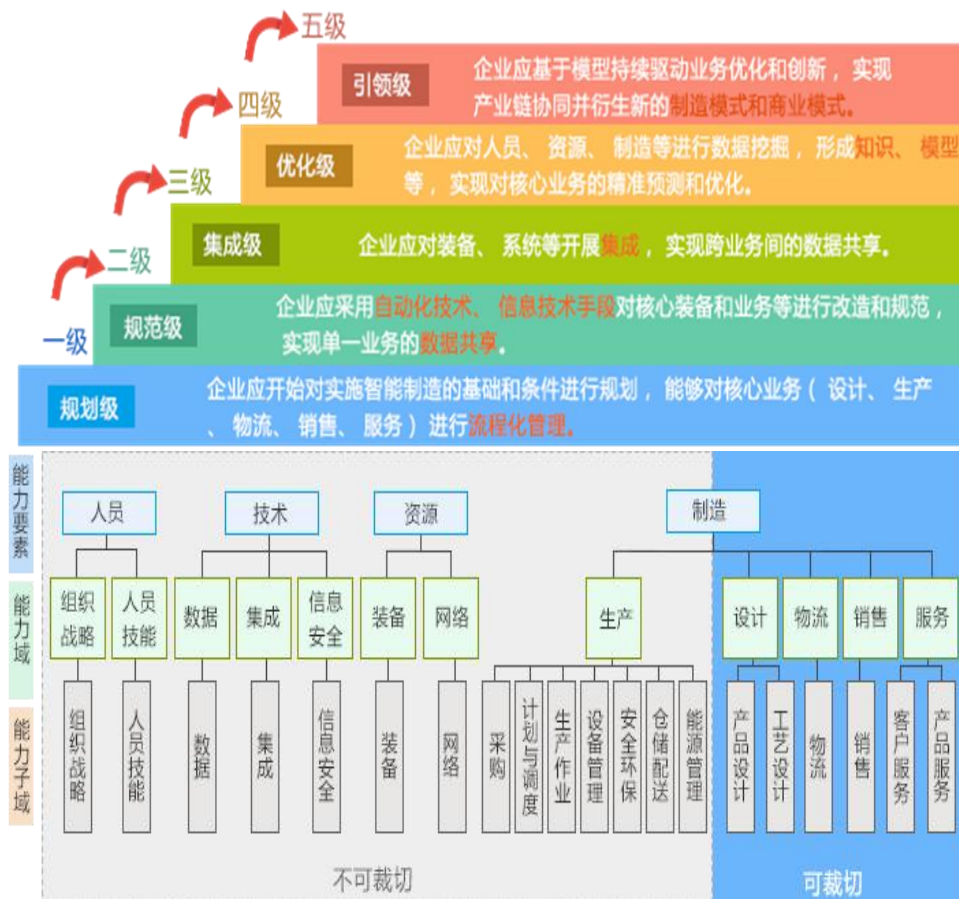 五级
引领级
企业应基于模型持续驱动业务优化和创新，实现
产业链协同并衍生新的制造模式和商业模式。
四级
优化级
企业应对人员、资源、制造等进行数据挖掘，形成知识、模型
等，实现对核心业务的精准预测和优化。
三级
集成级
企业应对装备、系统等开展集成，实现跨业务间的数据共享。
二级
规范级
企业应采用自动化技术、信息技术手段对核心装备和业务等进行改造和规范，
实现单一业务的数据共享。
一级
规划级
企业应开始对实施智能制造的基础和条件进行规划，能够对核心业务（设计、生产
、物流、销售、服务）进行流程化管理。
能力要素
人员
技术
资源
制造
能力域
组织
战略
人员
技能
数据
集成
信息
安全
装备
网络
生产
设计
物流
销售
服务
能力子域
组织战略
人员技能
数据
集成
信息安全
装备
网络
采购
计划与调度
生产作业
设备管理
安全环保
仓储配送
能源管理
产品设计
工艺设计
物流
销售
客户服务
产品服务
不可裁切
可裁切